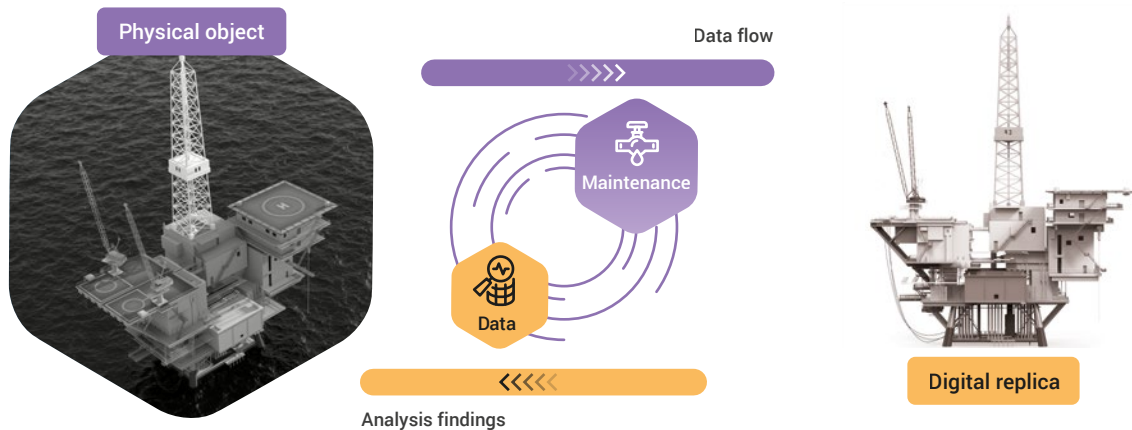 Physical object
Data flow
Maintenance
Data
Analysis findings
Digital replica